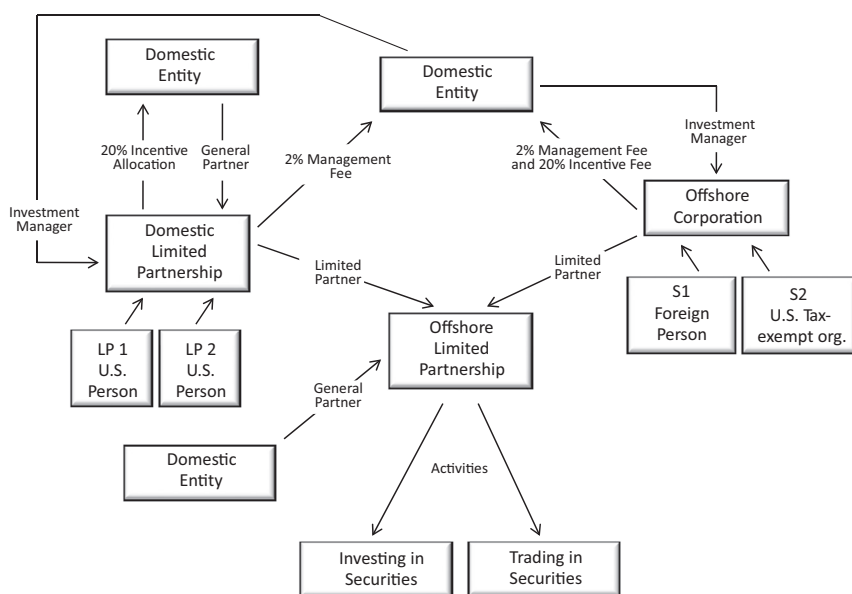 Domestic
Entity
Domestic
Entity
20% Incentive
Allocation
General
Partner
2% Management
Fee
2% Management Fee
and 20% Incentive Fee
Investment
Manager
Investment
Manager
Domestic
Limited
Partnership
Offshore
Corporation
Limited
Partner
Limited
Partner
LP 1
U.S.
Person
LP 2
U.S.
Person
Offshore
Limited
Partnership
S1
Foreign
Person
S2
U.S. Tax-
exempt org.
General
Partner
Domestic
Entity
Activities
Investing in
Securities
Trading in
Securities